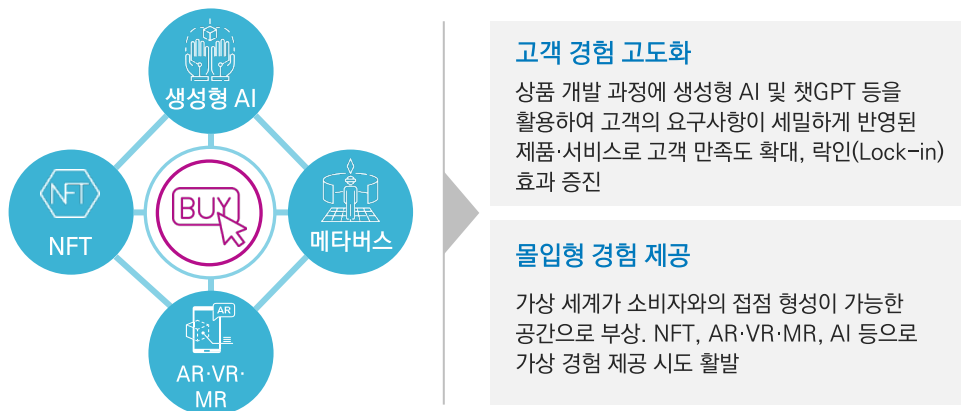 생성형 AI
NFT
NFT
BUY
메타버스
AR
AR·VR·
MR
고객 경험 고도화
상품 개발 과정에 생성형 AI 및 챗GPT 등을
활용하여 고객의 요구사항이 세밀하게 반영된
제품·서비스로 고객 만족도 확대, 락인(Lock-in)
효과 증진
몰입형 경험 제공
가상 세계가 소비자와의 접점 형성이 가능한
공간으로 부상. NFT, AR·VR·MR, AI 등으로
가상 경험 제공 시도 활발